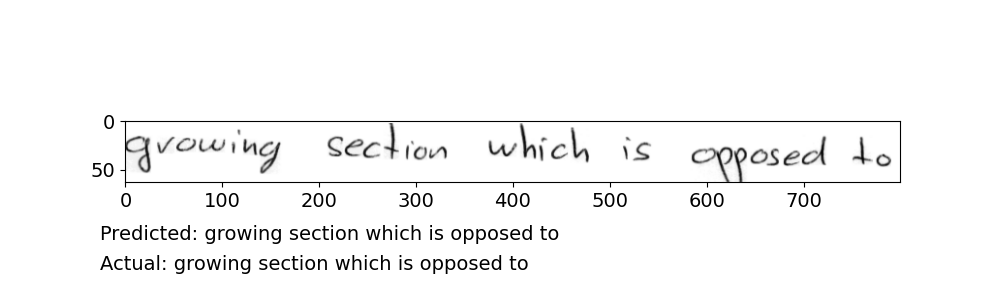 0
growing section which is opposed to
50
0 100 200 300 400 500 600 700
Predicted: growing section which is opposed to
Actual: growing section which is opposed to